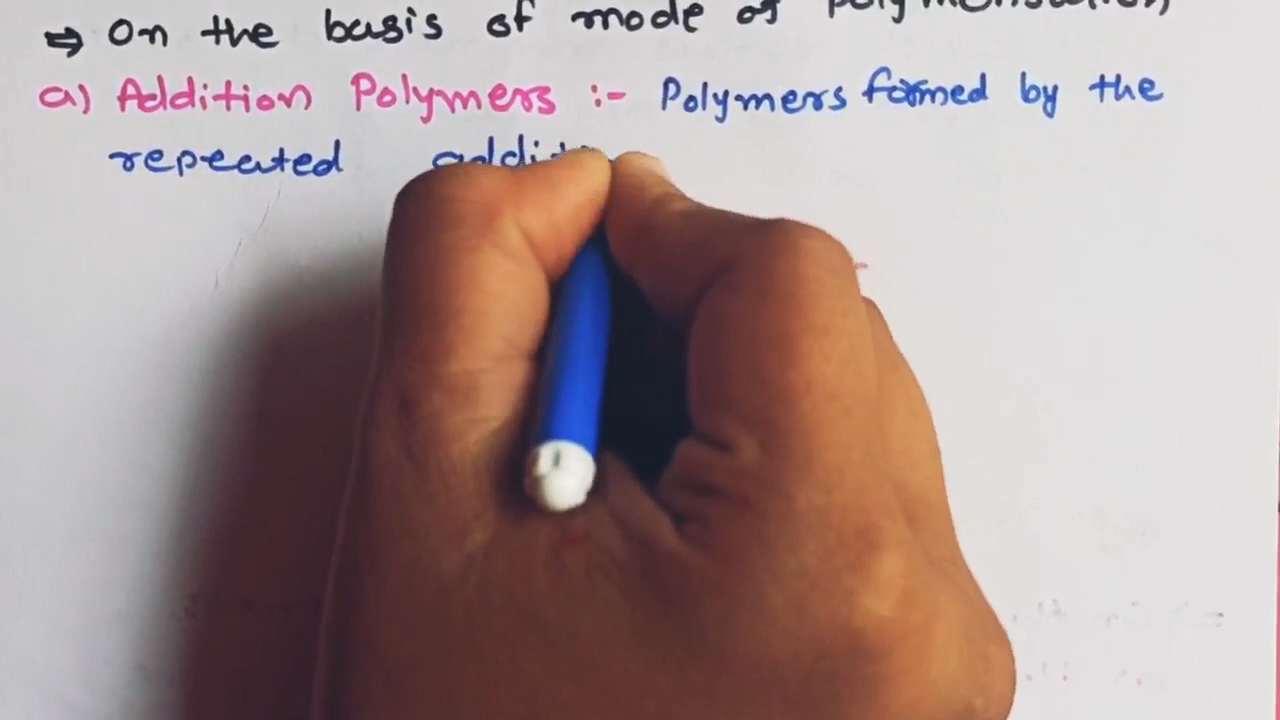 ⇒ On the basis of mode of
a) Addition Polymers :- Polymers formed by the
repeated